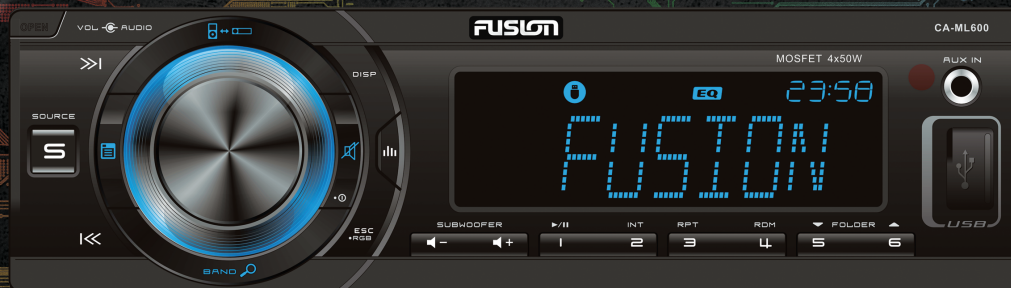 OPEN
VOL AUDIO
FUSION
CA-ML600
MOSFET 4x50W
AUX IN
DISP
SOURCE
S
EQ
23:58
FUSION
ESC
•RGB
BAND
SUBWOOFER
- +
►/II INT RPT RDM FOLDER
1 2 3 4 5 6
USB